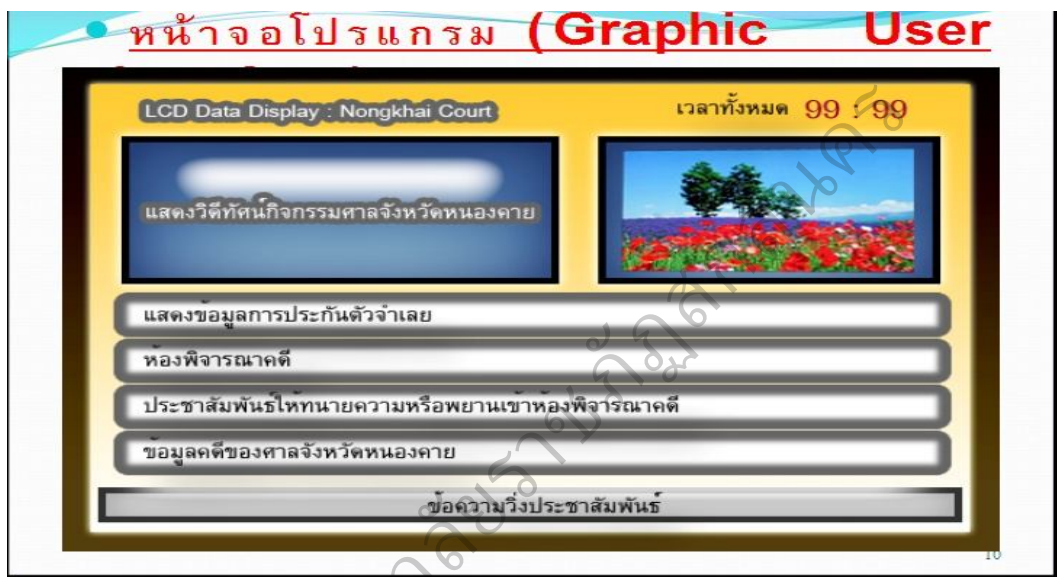 หน้าจอโปรแกรม (Graphic User
LCD Data Display : Nongkhai Court
เวลาทั้งหมด 99 : 99
แสดงวิดีทัศน์กิจกรรมศาลจังหวัดหนองคาย
แสดงข้อมูลการประกันตัวจำเลย
ห้องพิจารณาคดี
ประชาสัมพันธ์ให้ทนายความหรือพยานเข้าห้องพิจารณาคดี
ข้อมูลคดีของศาลจังหวัดหนองคาย
ข้อความวิ่งประชาสัมพันธ์
10